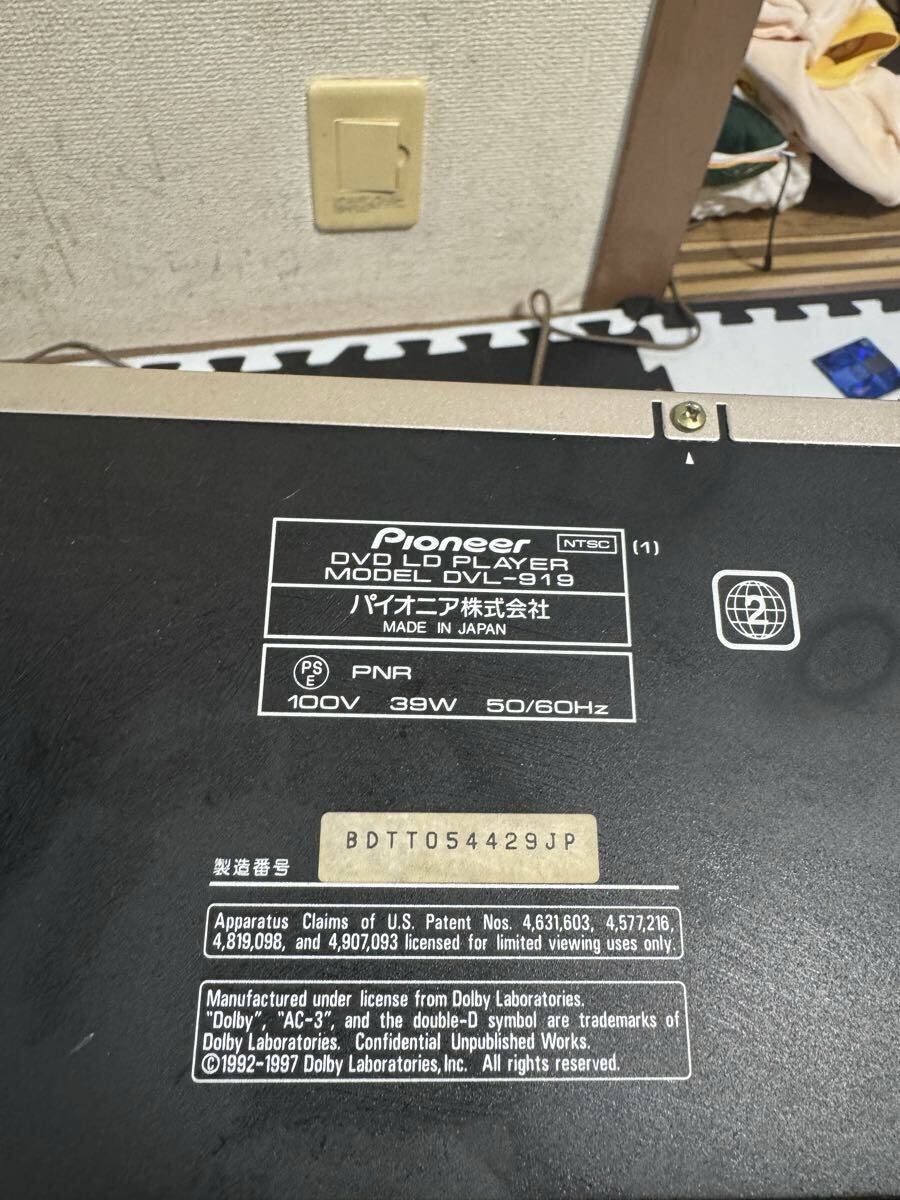 Pioneer NTSC (1)
DVD LD PLAYER
MODEL DVL-919
パイオニア株式会社
MADE IN JAPAN
2
PS
E
PNR
100V 39W 50/60Hz
製造番号 BDTT054429JP
Apparatus Claims of U.S. Patent Nos. 4,631,603, 4,577,216,
4,819,098, and 4,907,093 licensed for limited viewing uses only.
Manufactured under license from Dolby Laboratories.
"Dolby", "AC-3", and the double-D symbol are trademarks of
Dolby Laboratories. Confidential Unpublished Works.
©1992-1997 Dolby Laboratories, Inc. All rights reserved.